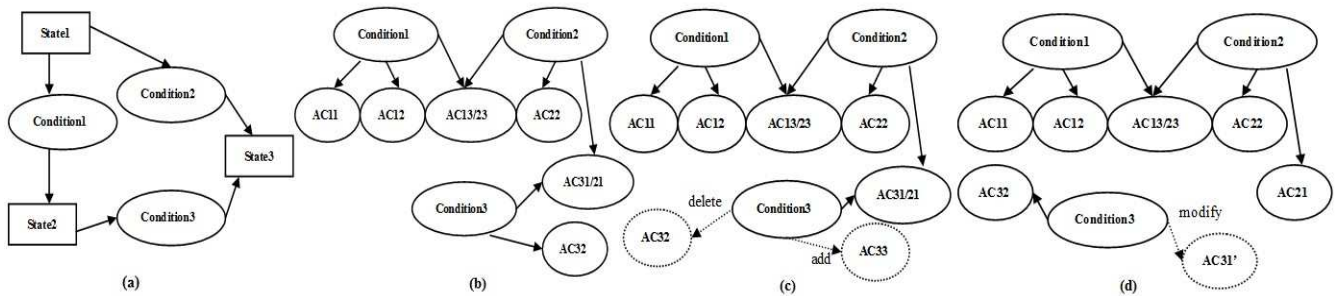 State1
Condition2
Condition1
State3
State2
Condition3
(a)
Condition1
Condition2
AC11
AC12
AC13/23
AC22
AC31/21
Condition3
AC32
(b)
Condition1
Condition2
AC11
AC12
AC13/23
AC22
delete
Condition3
AC31/21
AC32
add
AC33
(c)
Condition1
Condition2
AC11
AC12
AC13/23
AC22
AC32
AC21
Condition3
modify
AC31’
(d)